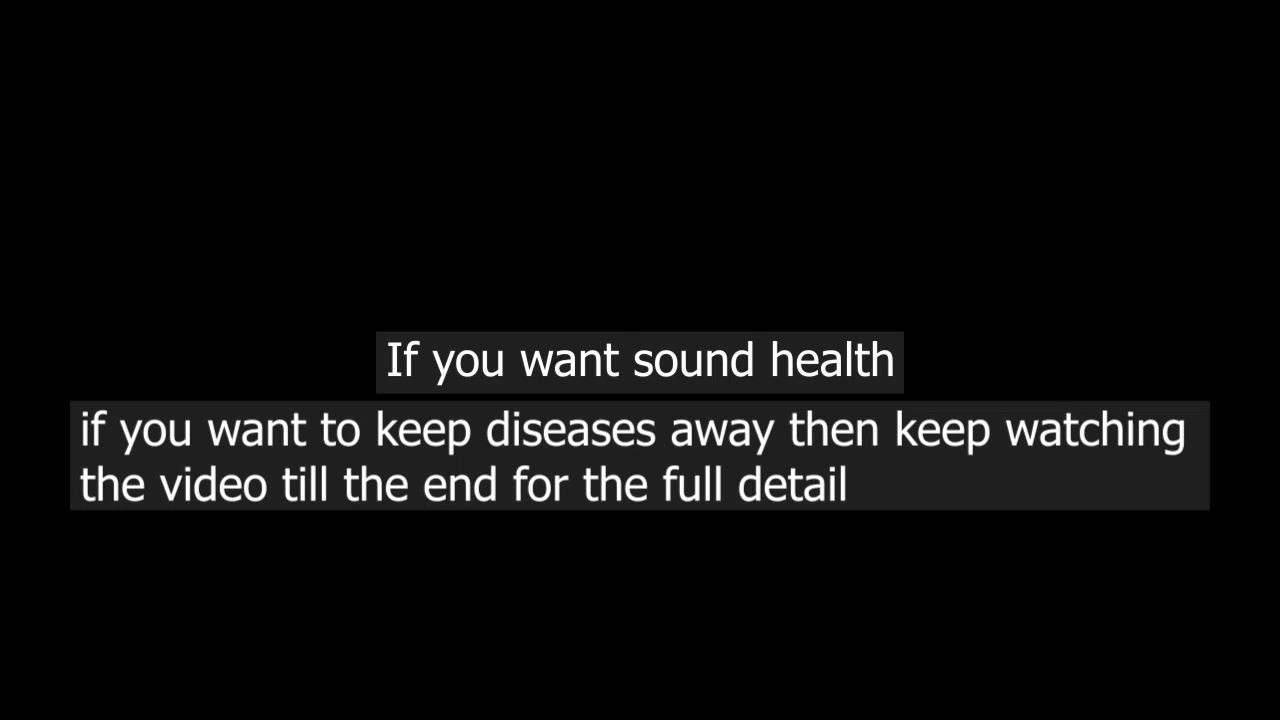 If you want sound health
if you want to keep diseases away then keep watching
the video till the end for the full detail